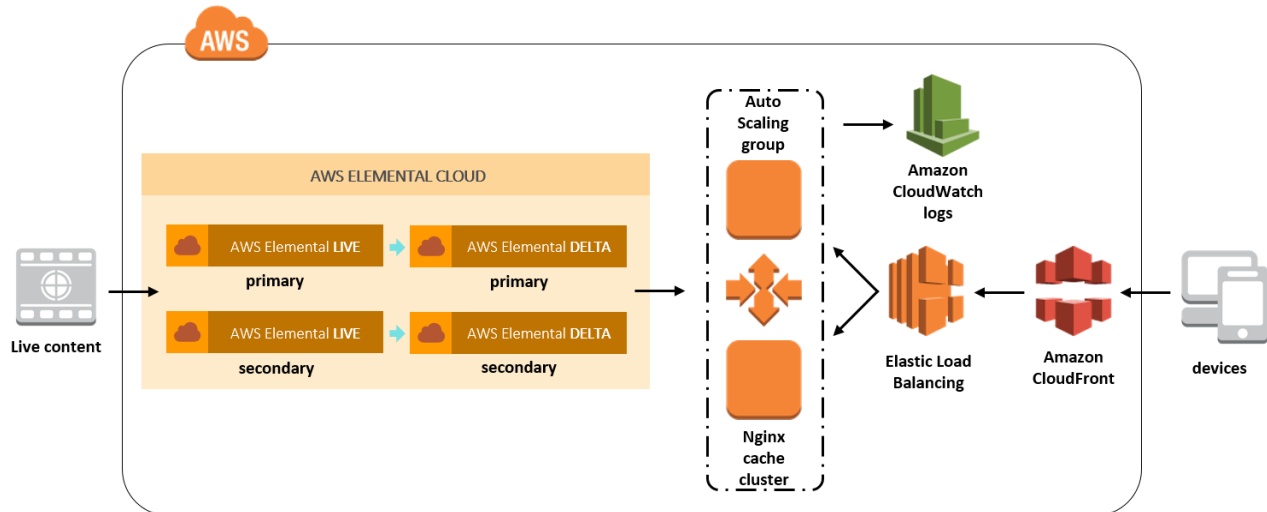 AWS
Auto
Scaling
group
AWS ELEMENTAL CLOUD
Amazon
CloudWatch
logs
AWS Elemental LIVE
AWS Elemental DELTA
primary
primary
AWS Elemental LIVE
AWS Elemental DELTA
secondary
secondary
Live content
Nginx
cache
cluster
Elastic Load
Balancing
Amazon
CloudFront
devices